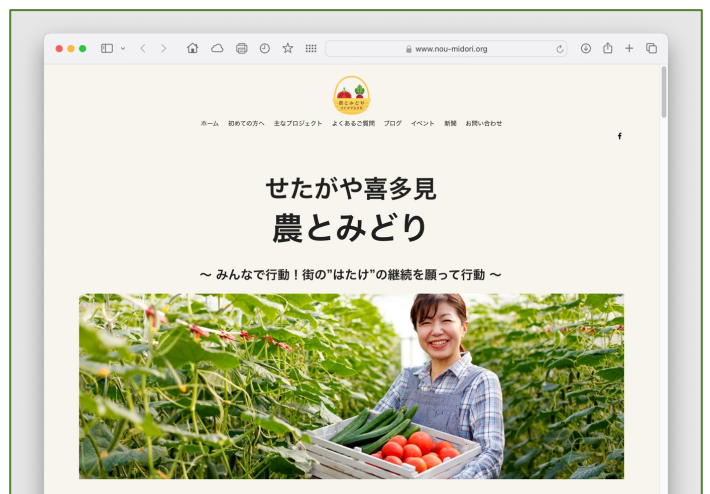 www.nou-midori.org
農とみどり
ホーム 初めての方へ 主なプロジェクト よくあるご質問 ブログ イベント 新聞 お問い合わせ
せたがや喜多見
農とみどり
〜 みんなで行動！街の”はたけ”の継続を願って行動 〜